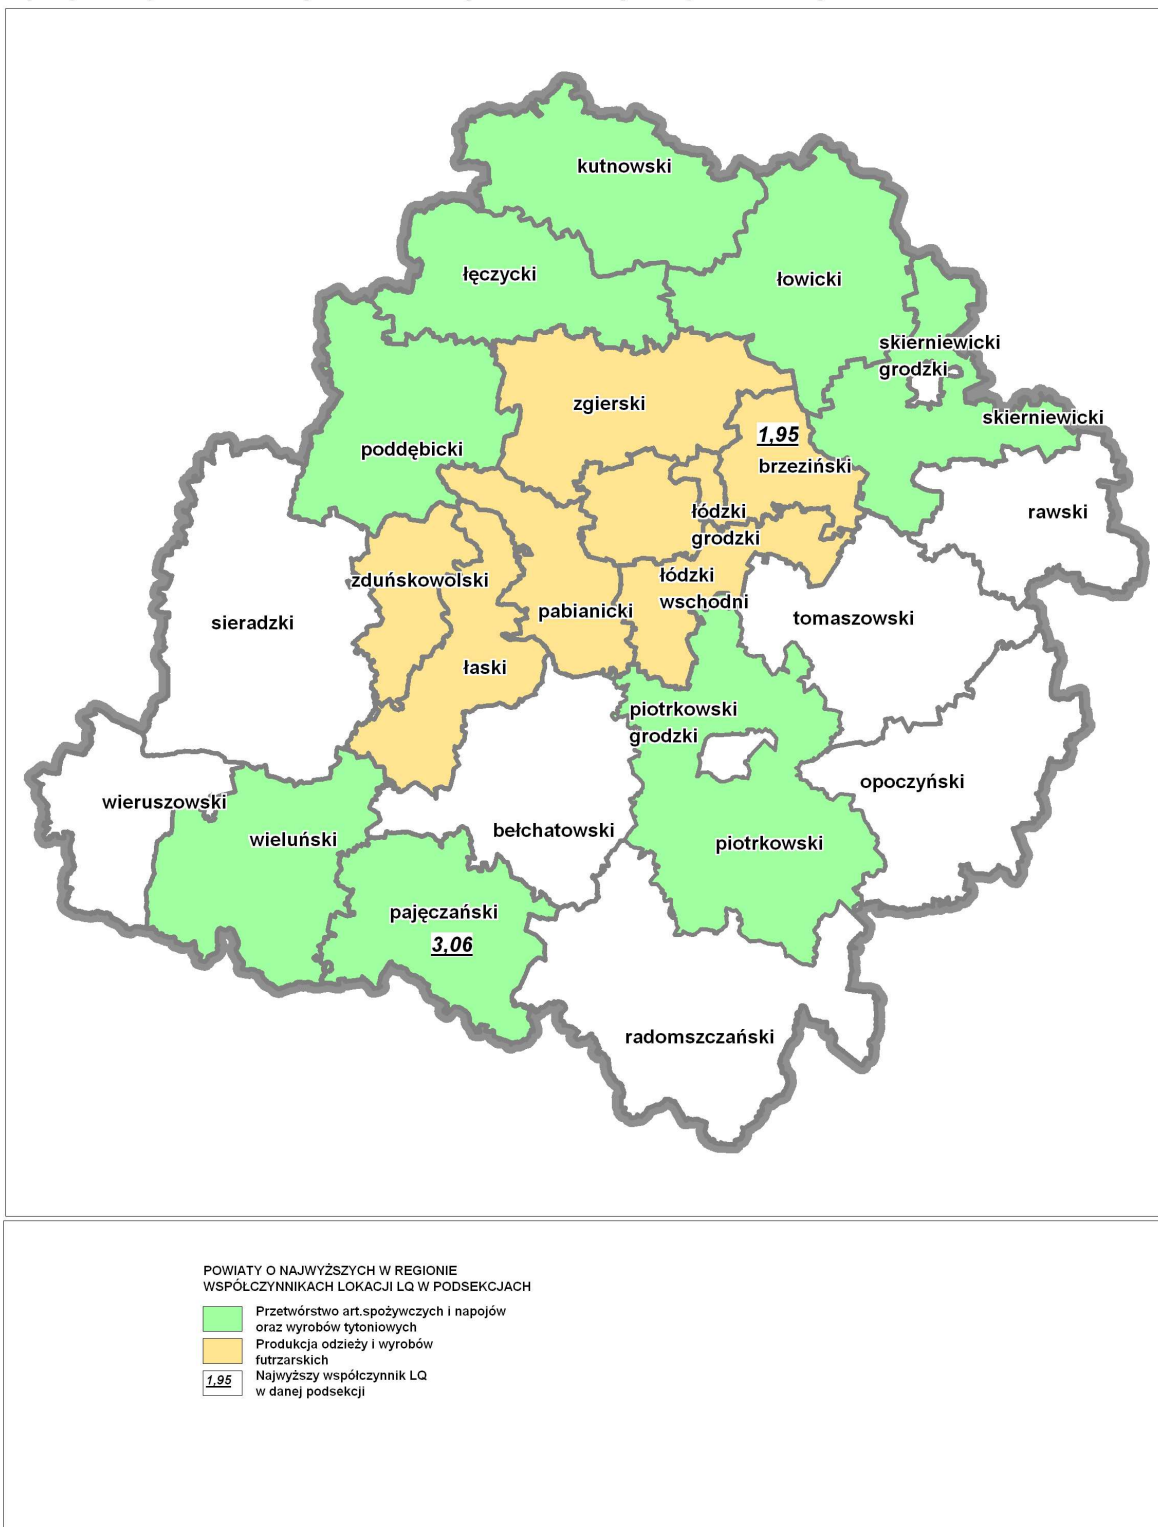 kutnowski
łęczycki
łowicki
skierniewicki
grodzki
skierniewicki
zgierski
poddębicki
1,95
brzeziński
rawski
łódzki
grodzki
łódzki
wschodni
zduńskowolski
pabianicki
sieradzki
tomaszowski
łaski
piotrkowski
grodzki
opoczyński
wieruszowski
wieluński
bełchatowski
piotrkowski
pajęczański
3,06
radomszczański
POWIATY O NAJWYŻSZYCH W REGIONIE
WSPÓŁCZYNNIKACH LOKACJI LQ W PODSEKCJACH
Przetwórstwo art.spożywczych i napojów
oraz wyrobów tytoniowych
Produkcja odzieży i wyrobów
futrzarskich
1,95 Najwyższy współczynnik LQ
w danej podsekcji